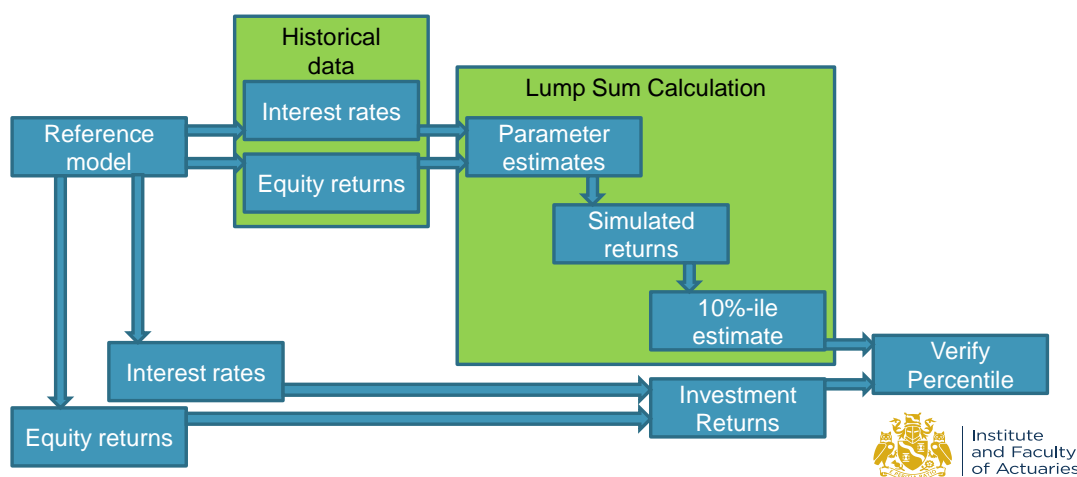 Historical
data
Interest rates
Equity returns
Reference
model
Lump Sum Calculation
Parameter
estimates
Simulated
returns
10%-ile
estimate
Verify
Percentile
Interest rates
Investment
Returns
Equity returns
Institute
and Faculty
of Actuaries